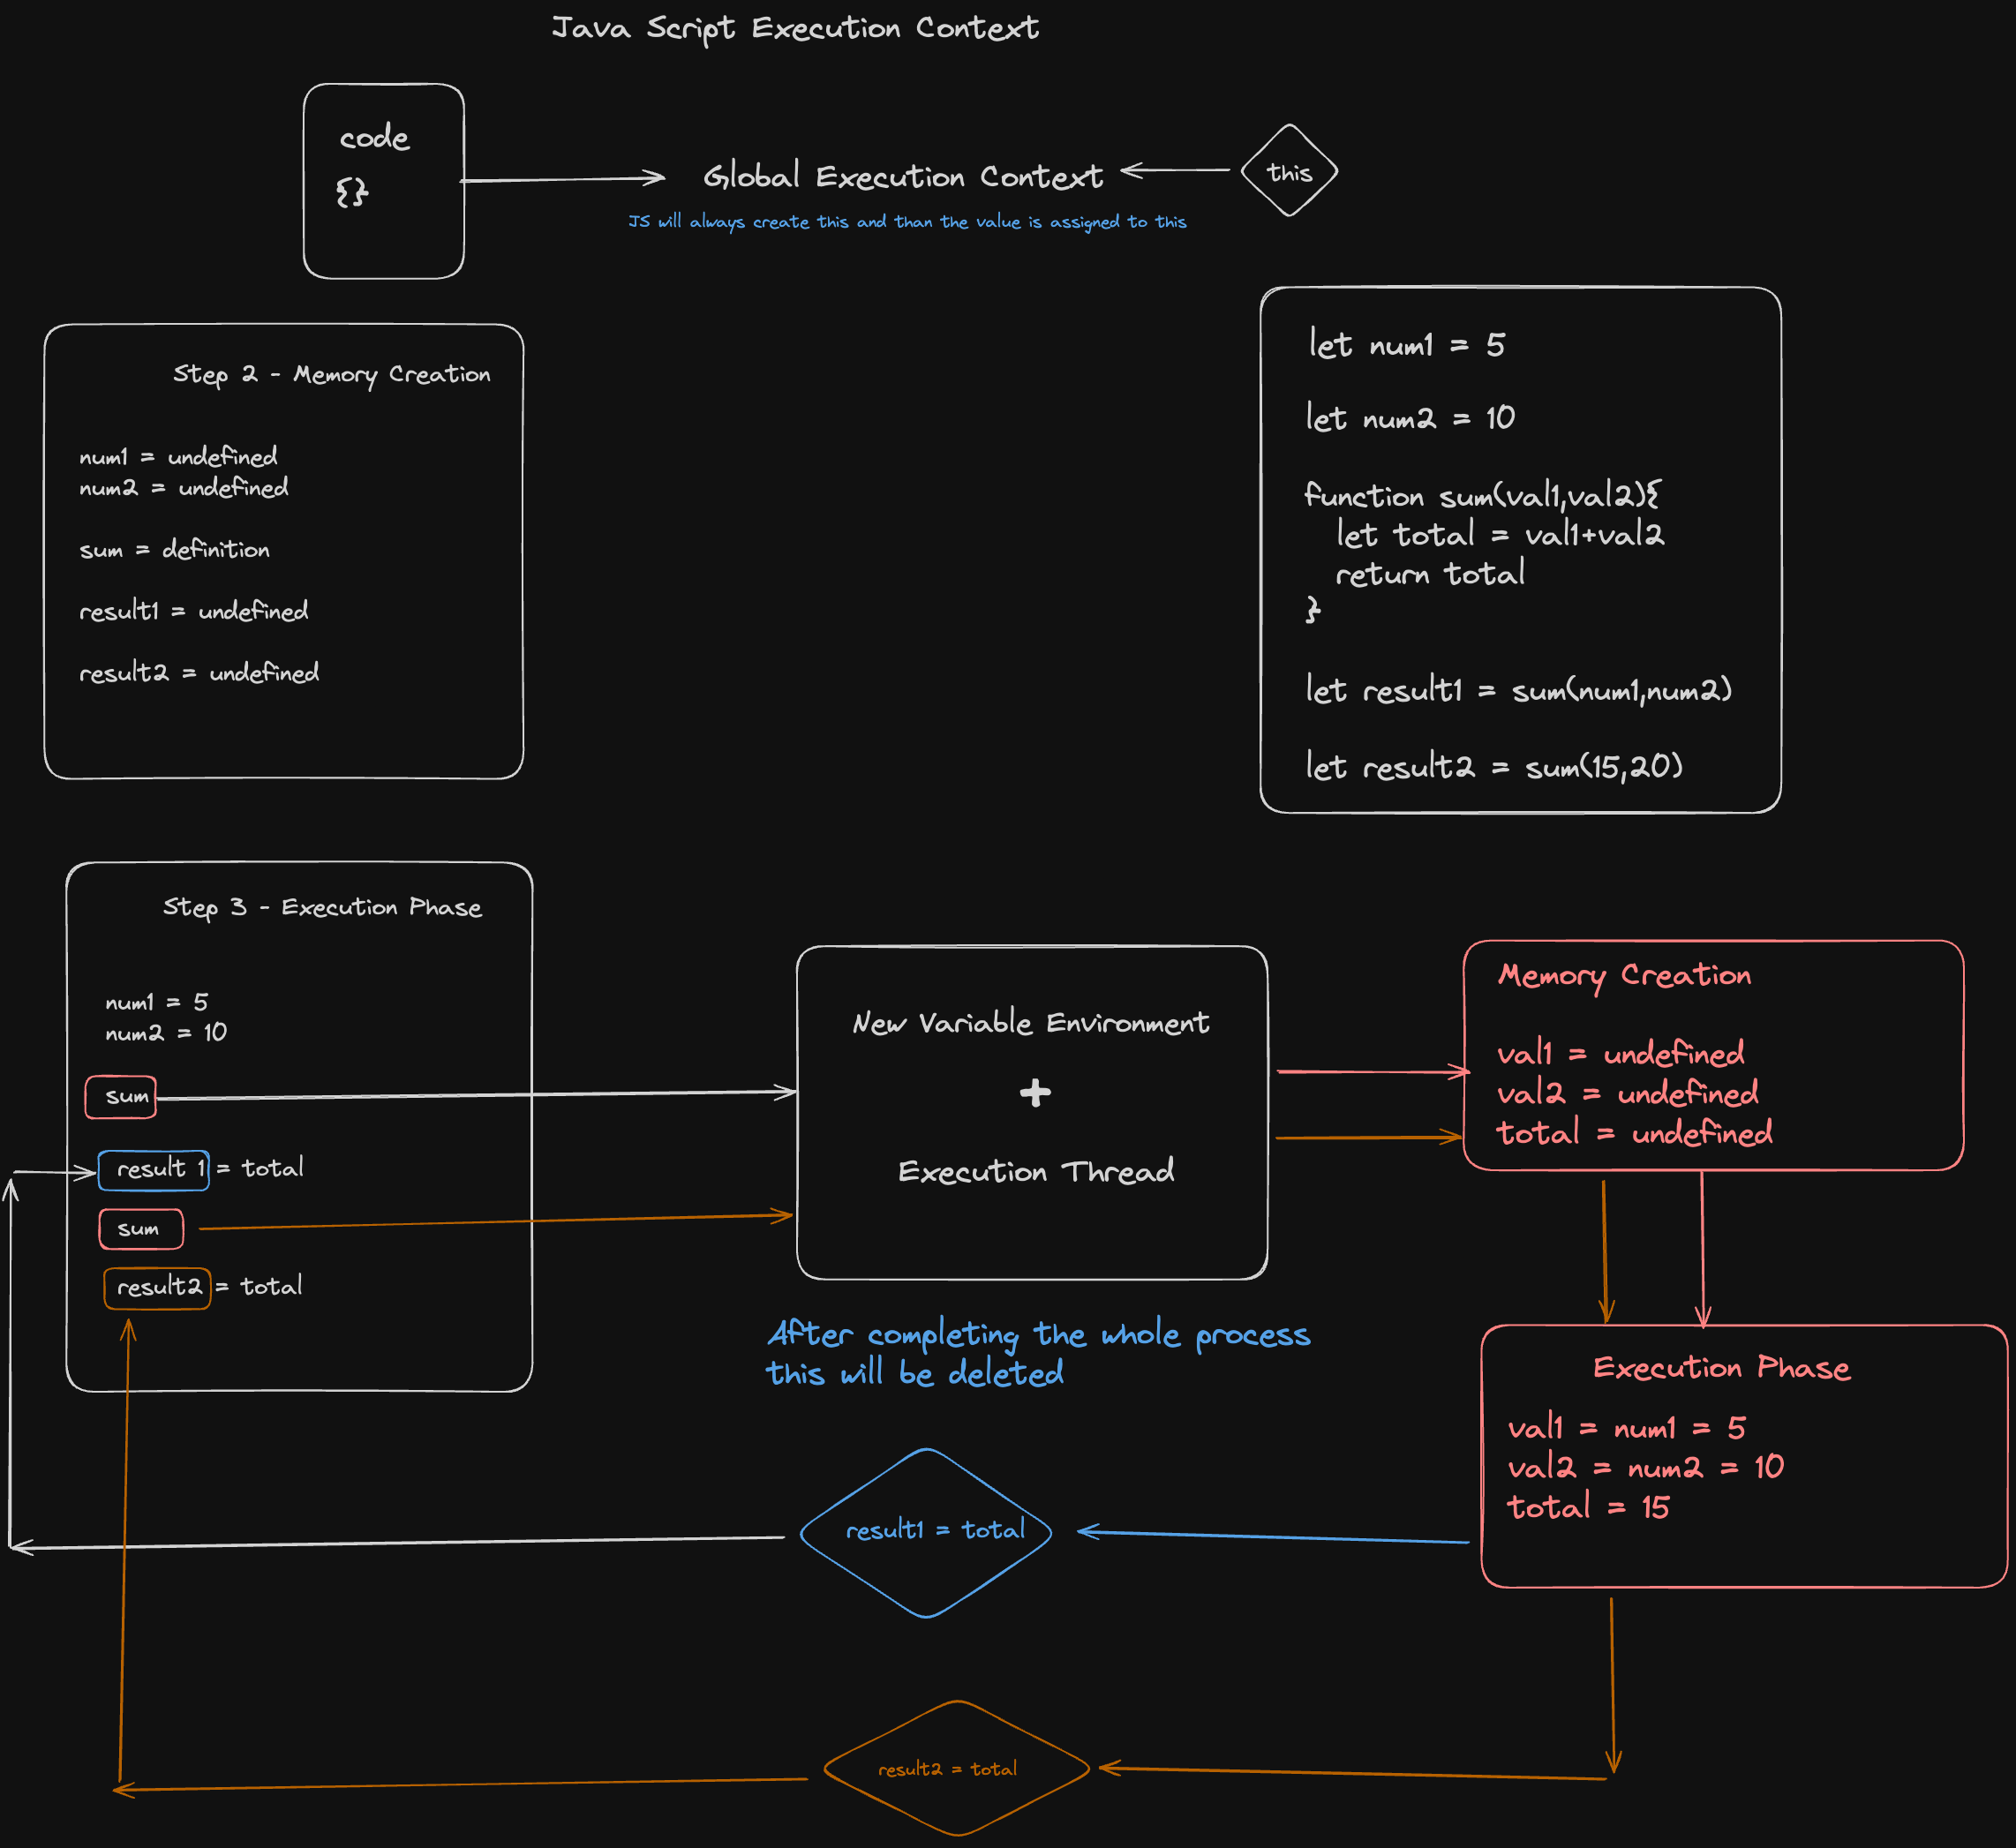 Java Script Execution Context
code
{}
Global Execution Context
this
JS will always create this and than the value is assigned to this
Step 2 - Memory Creation
num1 = undefined
num2 = undefined
sum = definition
result1 = undefined
result2 = undefined
let num1 = 5
let num2 = 10
function sum(val1,val2){
let total = val1+val2
return total
}
let result1 = sum(num1,num2)
let result2 = sum(15,20)
Step 3 - Execution Phase
num1 = 5
num2 = 10
sum
result 1 = total
sum
result2 = total
New Variable Environment
+
Execution Thread
After completing the whole process
this will be deleted
Memory Creation
val1 = undefined
val2 = undefined
total = undefined
Execution Phase
val1 = num1 = 5
val2 = num2 = 10
total = 15
result1 = total
result2 = total